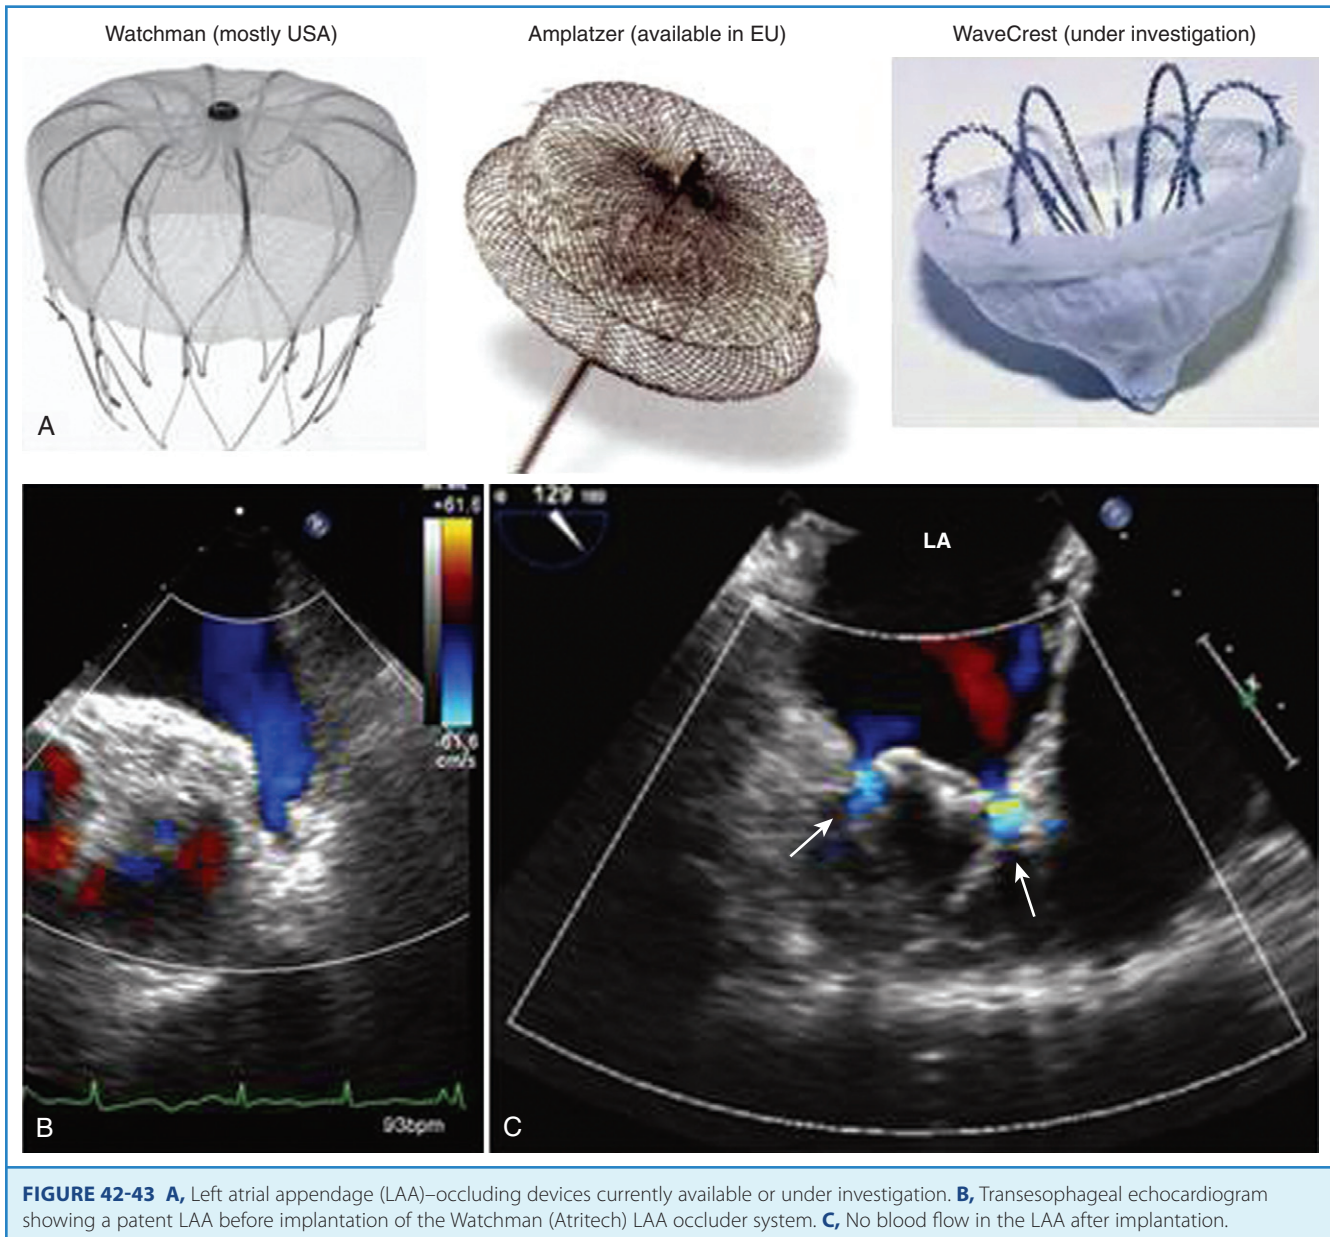 Watchman (mostly USA)
Amplatzer (available in EU)
WaveCrest (under investigation)
A
+61.6
-61.6
cm/s
93bpm
B
129 180
LA
C
FIGURE 42-43 A, Left atrial appendage (LAA)–occluding devices currently available or under investigation. B, Transesophageal echocardiogram
showing a patent LAA before implantation of the Watchman (Atritech) LAA occluder system. C, No blood flow in the LAA after implantation.